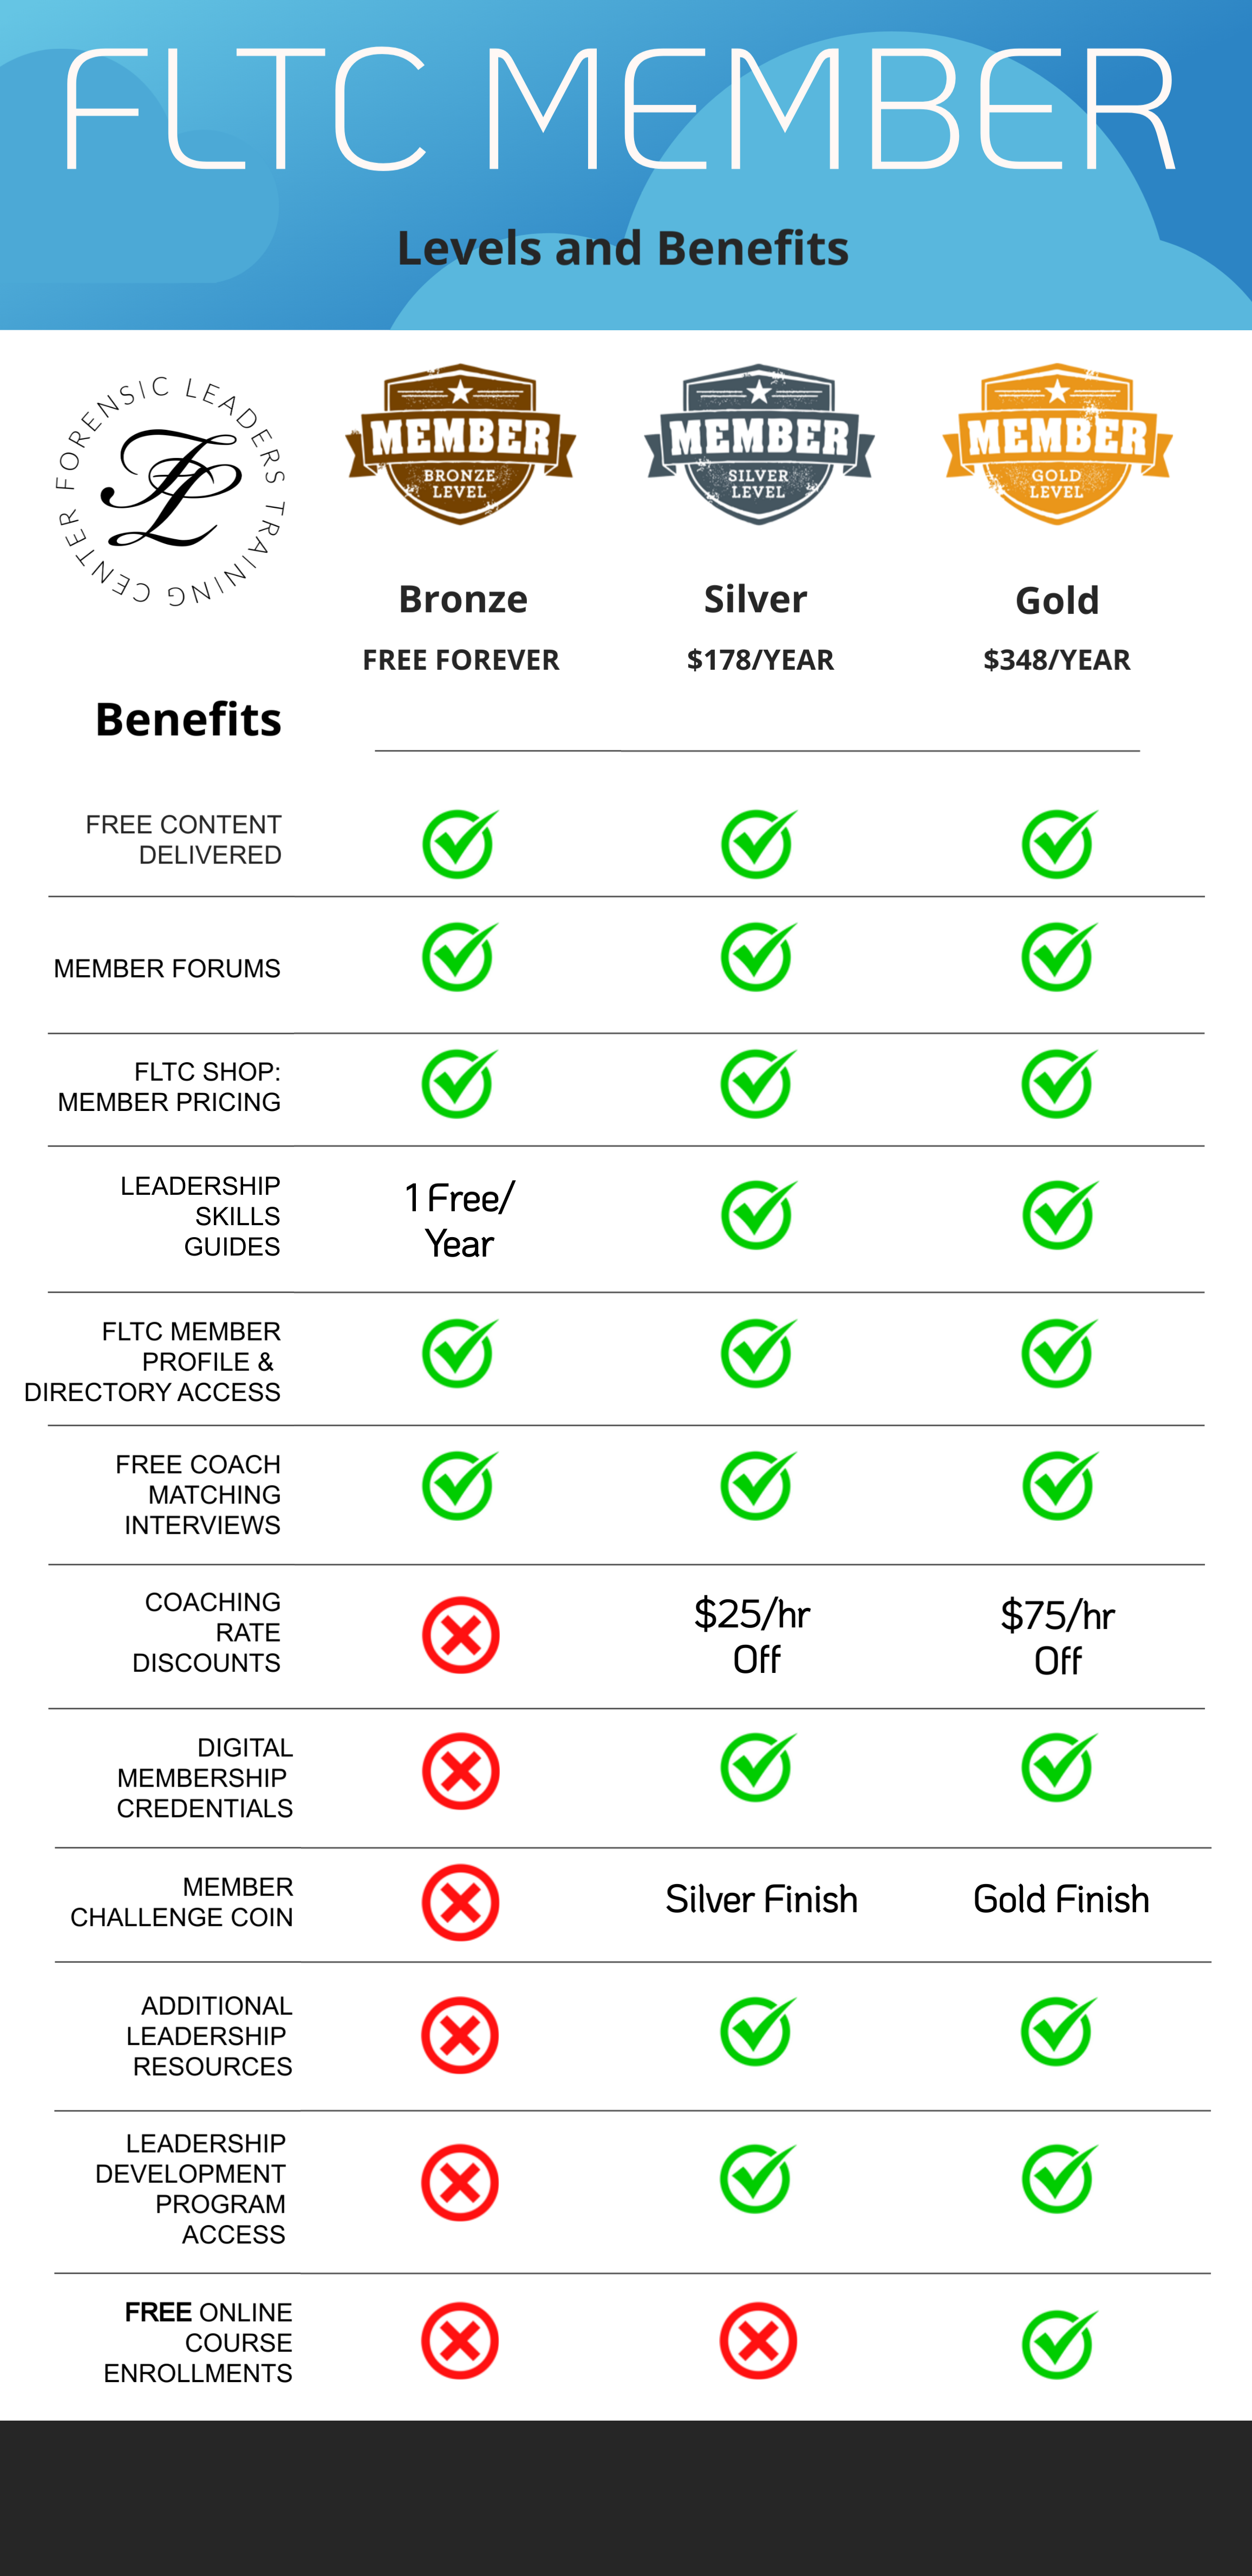 FLTC MEMBER
Levels and Benefits
FORENSIC LEADERS TRAINING CENTER
FL
MEMBER
BRONZE
LEVEL
MEMBER
SILVER
LEVEL
MEMBER
GOLD
LEVEL
Bronze
Silver
Gold
FREE FOREVER
$178/YEAR
$348/YEAR
Benefits
FREE CONTENT
DELIVERED
MEMBER FORUMS
FLTC SHOP:
MEMBER PRICING
LEADERSHIP
SKILLS
GUIDES
1 Free/
Year
FLTC MEMBER
PROFILE &
DIRECTORY ACCESS
FREE COACH
MATCHING
INTERVIEWS
COACHING
RATE
DISCOUNTS
$25/hr
Off
$75/hr
Off
DIGITAL
MEMBERSHIP
CREDENTIALS
MEMBER
CHALLENGE COIN
Silver Finish
Gold Finish
ADDITIONAL
LEADERSHIP
RESOURCES
LEADERSHIP
DEVELOPMENT
PROGRAM
ACCESS
FREE ONLINE
COURSE
ENROLLMENTS